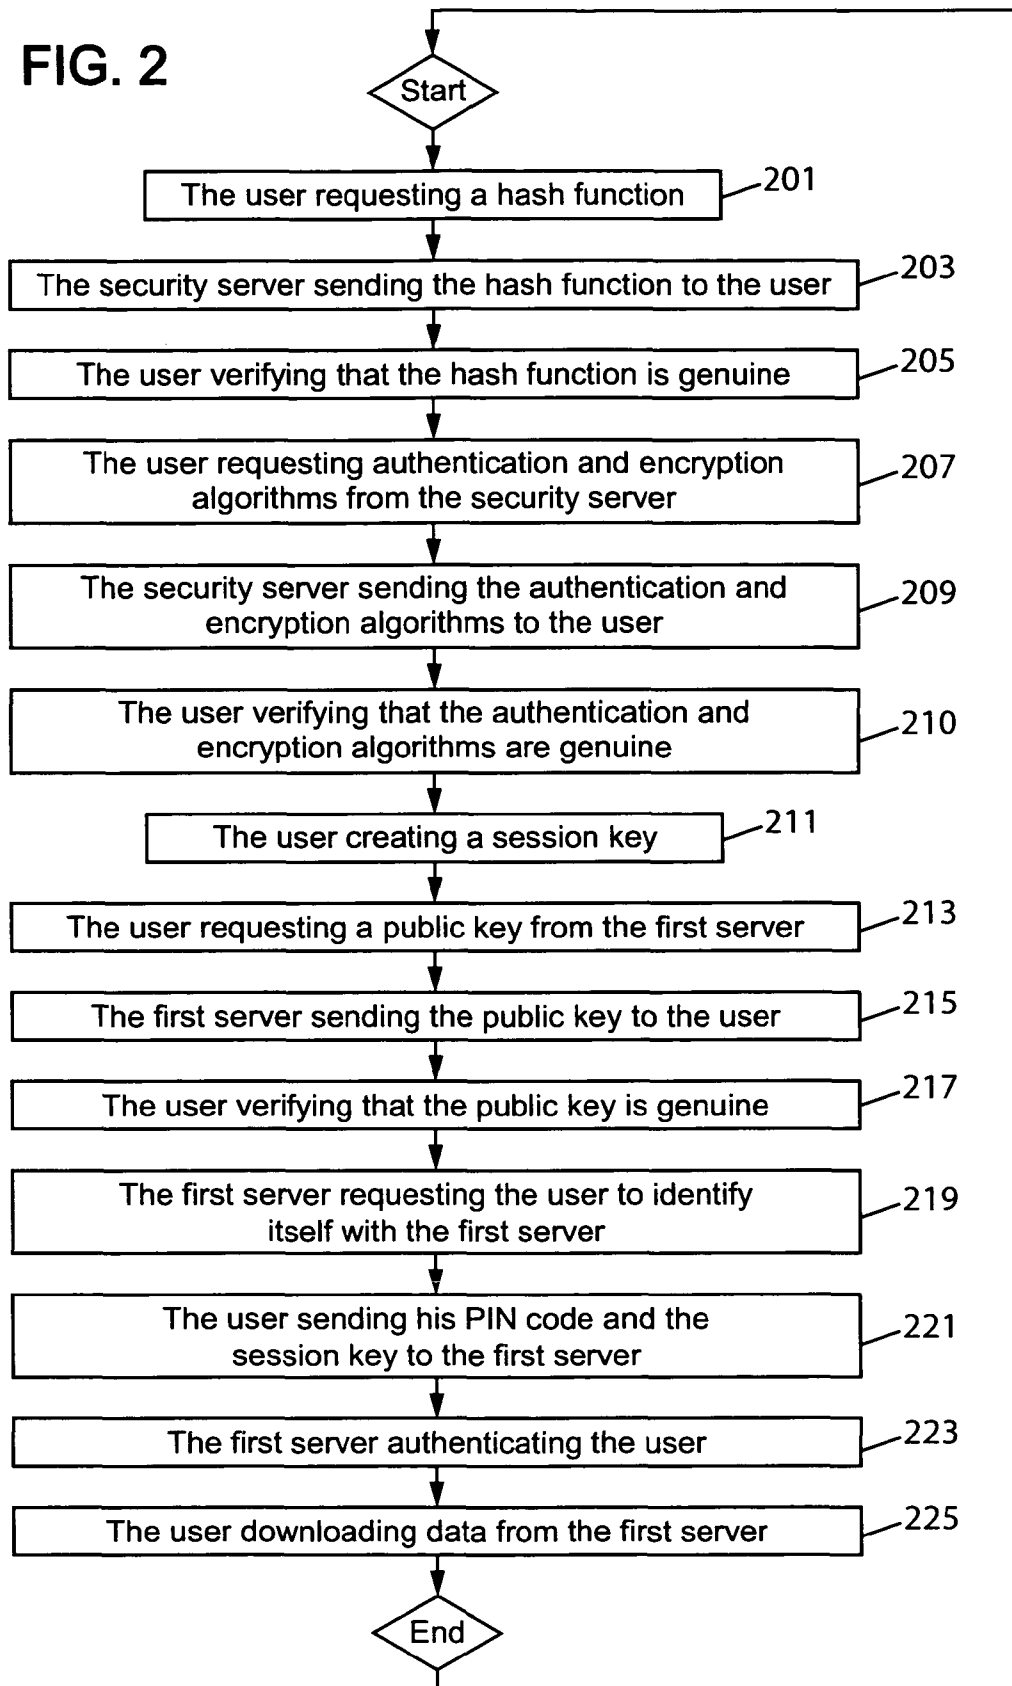 FIG. 2
Start
The user requesting a hash function
201
The security server sending the hash function to the user
203
The user verifying that the hash function is genuine
205
The user requesting authentication and encryption
algorithms from the security server
207
The security server sending the authentication and
encryption algorithms to the user
209
The user verifying that the authentication and
encryption algorithms are genuine
210
The user creating a session key
211
The user requesting a public key from the first server
213
The first server sending the public key to the user
215
The user verifying that the public key is genuine
217
The first server requesting the user to identify
itself with the first server
219
The user sending his PIN code and the
session key to the first server
221
The first server authenticating the user
223
The user downloading data from the first server
225
End